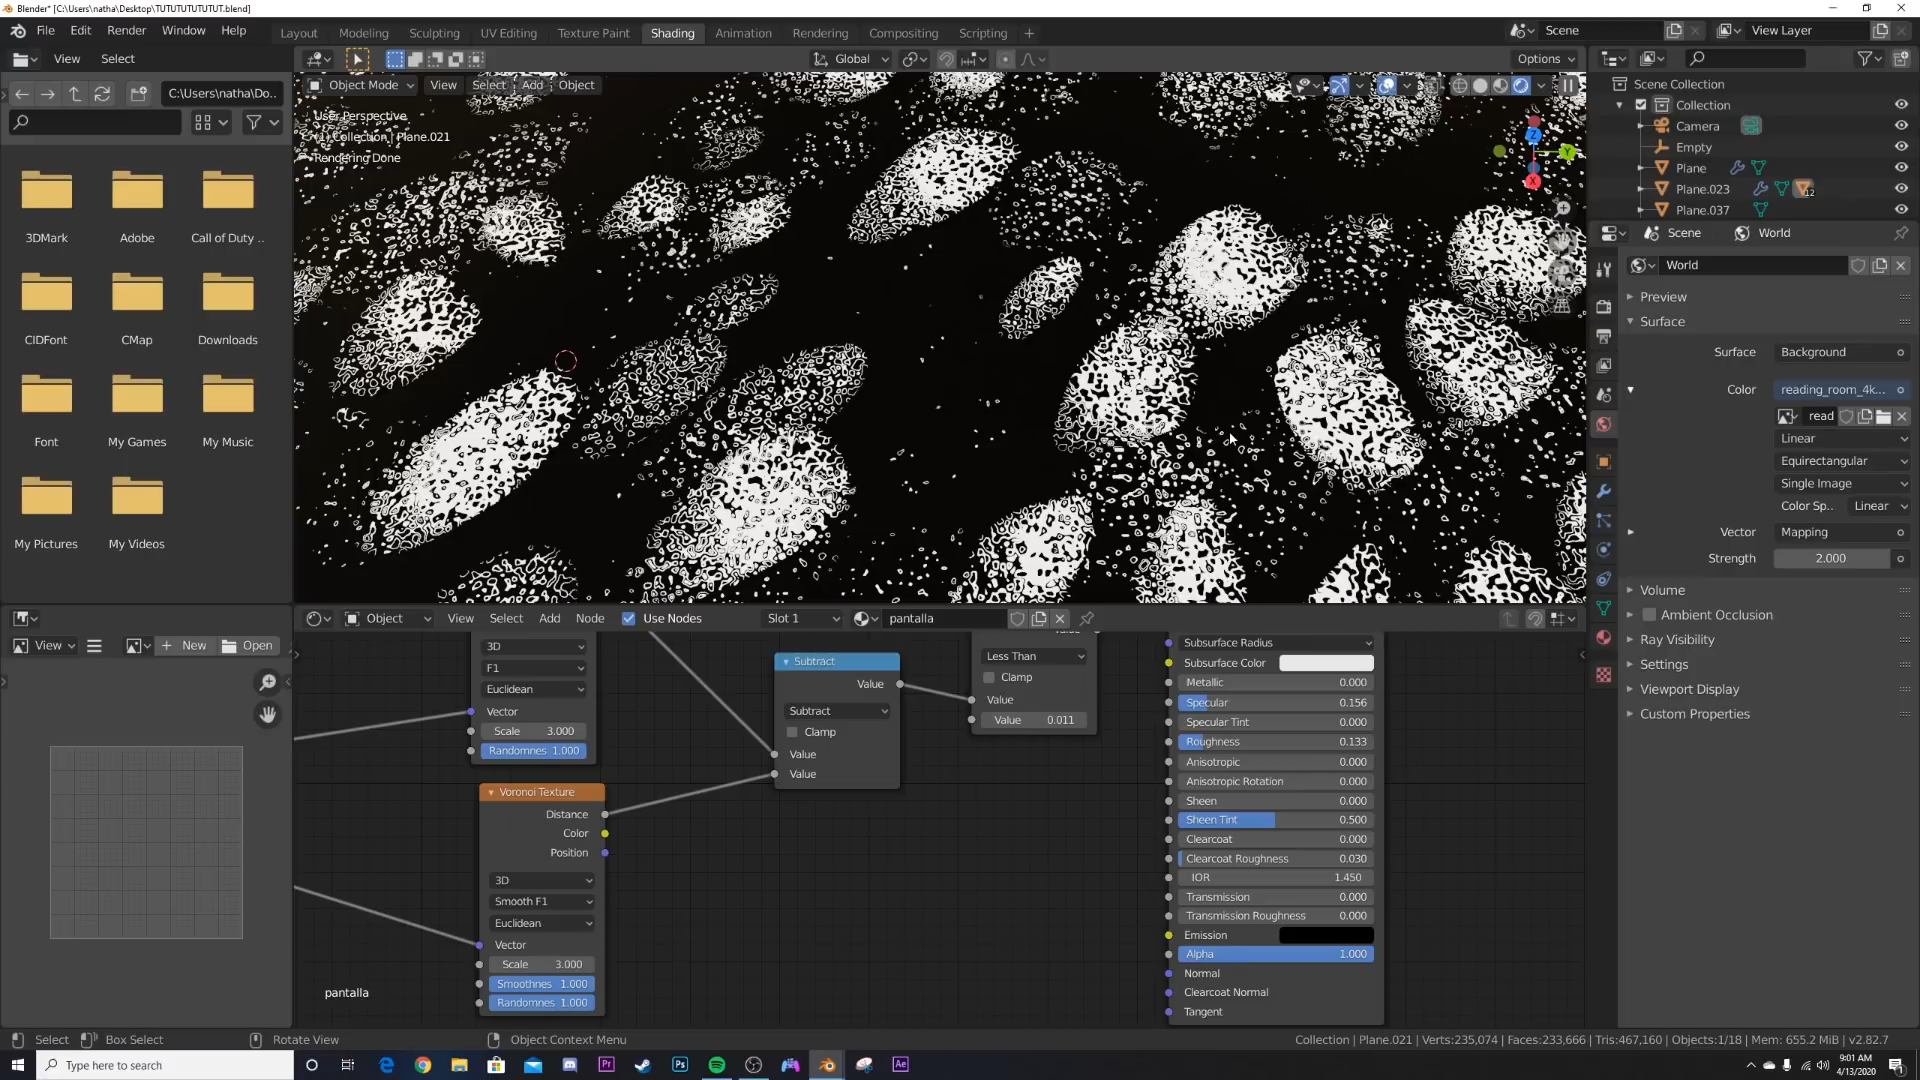 Blender* [C:\Users\natha\Desktop\TUTUTUTUTUTUT.blend]
File Edit Render Window Help
Layout Modeling Sculpting UV Editing Texture Paint Shading Animation Rendering Compositing Scripting +
Scene
View Layer
View Select
Global
Options
C:\Users\natha\Do..
Object Mode View Select Add Object
User Perspective
(1) Collection | Plane.021
Rendering Done
Z
Y
X
3DMark Adobe Call of Duty ..
CIDFont CMap Downloads
Font My Games My Music
My Pictures My Videos
Scene Collection
Collection
Camera
Empty
Plane
Plane.023 12
Plane.037
Scene World
World
Preview
Surface
Surface Background
Color reading_room_4k...
read
Linear
Equirectangular
Single Image
Color Sp.. Linear
Vector Mapping
Strength 2.000
Volume
Ambient Occlusion
Ray Visibility
Settings
Viewport Display
Custom Properties
View + New Open
Object View Select Add Node Use Nodes Slot 1 pantalla
3D
F1
Euclidean
Vector
Scale 3.000
Randomnes 1.000
Voronoi Texture
Distance
Color
Position
3D
Smooth F1
Euclidean
Vector
Scale 3.000
Smoothnes 1.000
Randomnes 1.000
Subtract
Value
Subtract
Clamp
Value
Value
Value
Less Than
Clamp
Value
Value 0.011
Subsurface Radius
Subsurface Color
Metallic 0.000
Specular 0.156
Specular Tint 0.000
Roughness 0.133
Anisotropic 0.000
Anisotropic Rotation 0.000
Sheen 0.000
Sheen Tint 0.500
Clearcoat 0.000
Clearcoat Roughness 0.030
IOR 1.450
Transmission 0.000
Transmission Roughness 0.000
Emission
Alpha 1.000
Normal
Clearcoat Normal
Tangent
pantalla
Select Box Select Rotate View Object Context Menu
Collection | Plane.021 | Verts:235,074 | Faces:233,666 | Tris:467,160 | Objects:1/18 | Mem: 655.2 MiB | v2.82.7
Type here to search
Pr
Ps
Ae
9:01 AM
4/13/2020